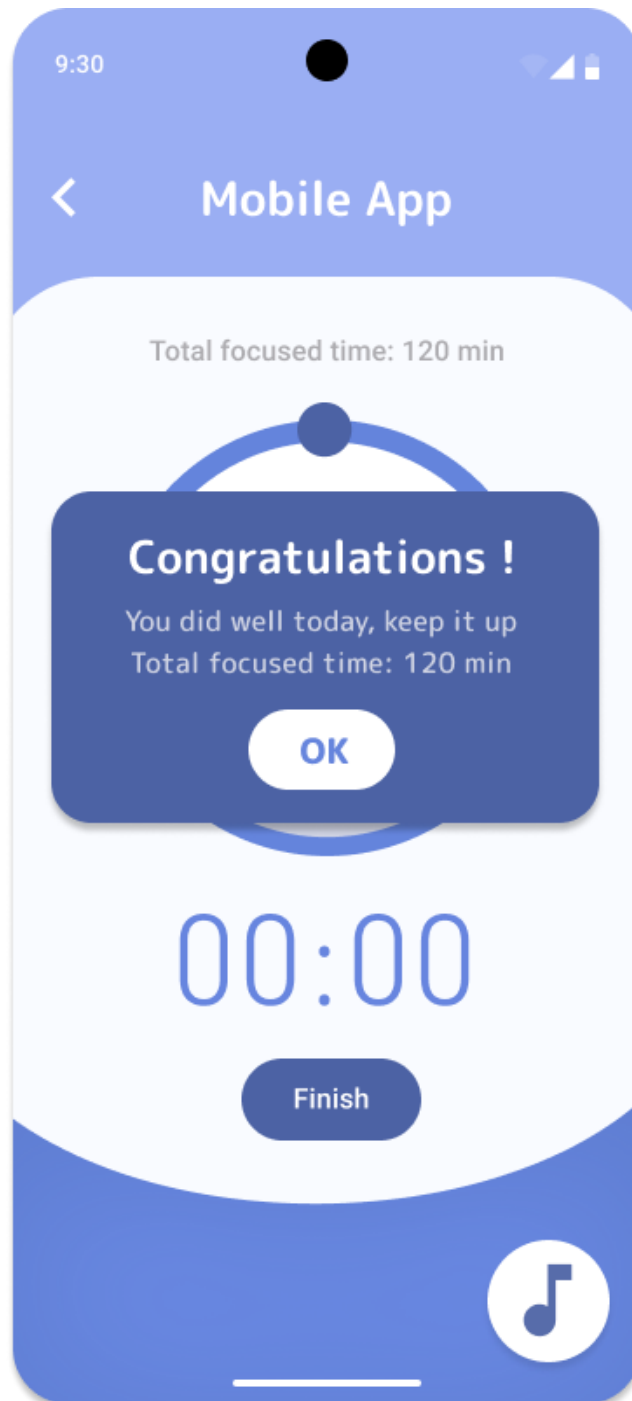 9:30
Mobile App
Total focused time: 120 min
Congratulations !
You did well today, keep it up
Total focused time: 120 min
OK
00:00
Finish